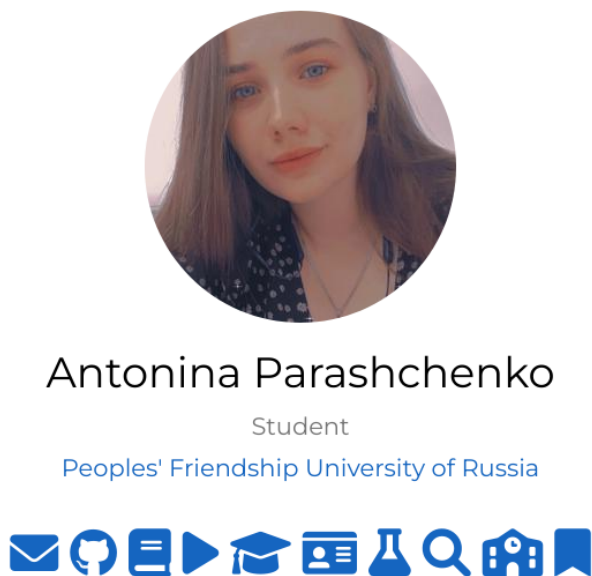 Antonina Parashchenko
Student
Peoples' Friendship University of Russia